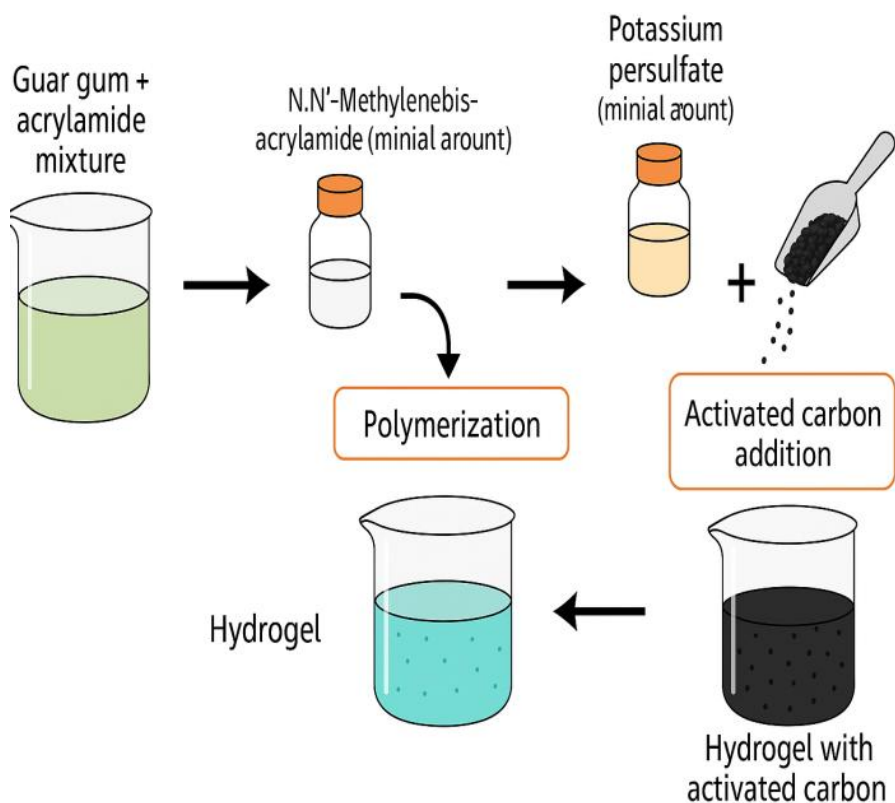 Guar gum +
acrylamide
mixture
N.N'-Methylenebis-
acrylamide (minial arount)
Potassium
persulfate
(minial aount)
+
Polymerization
Activated carbon
addition
Hydrogel
Hydrogel with
activated carbon